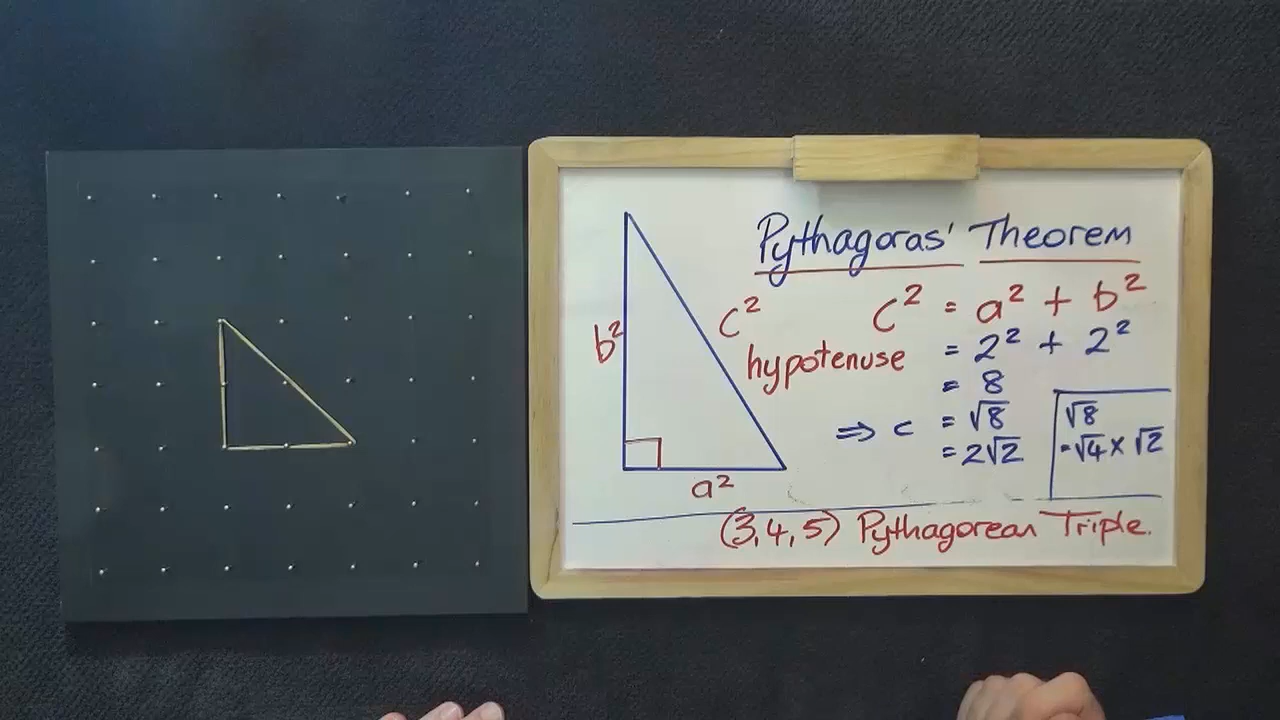 Pythagoras' Theorem
c² = a² + b²
= 2² + 2²
= 8
⇒ c = √8
= 2√2
√8
=√4 × √2
b²
c²
hypotenuse
a²
(3,4,5) Pythagorean Triple.